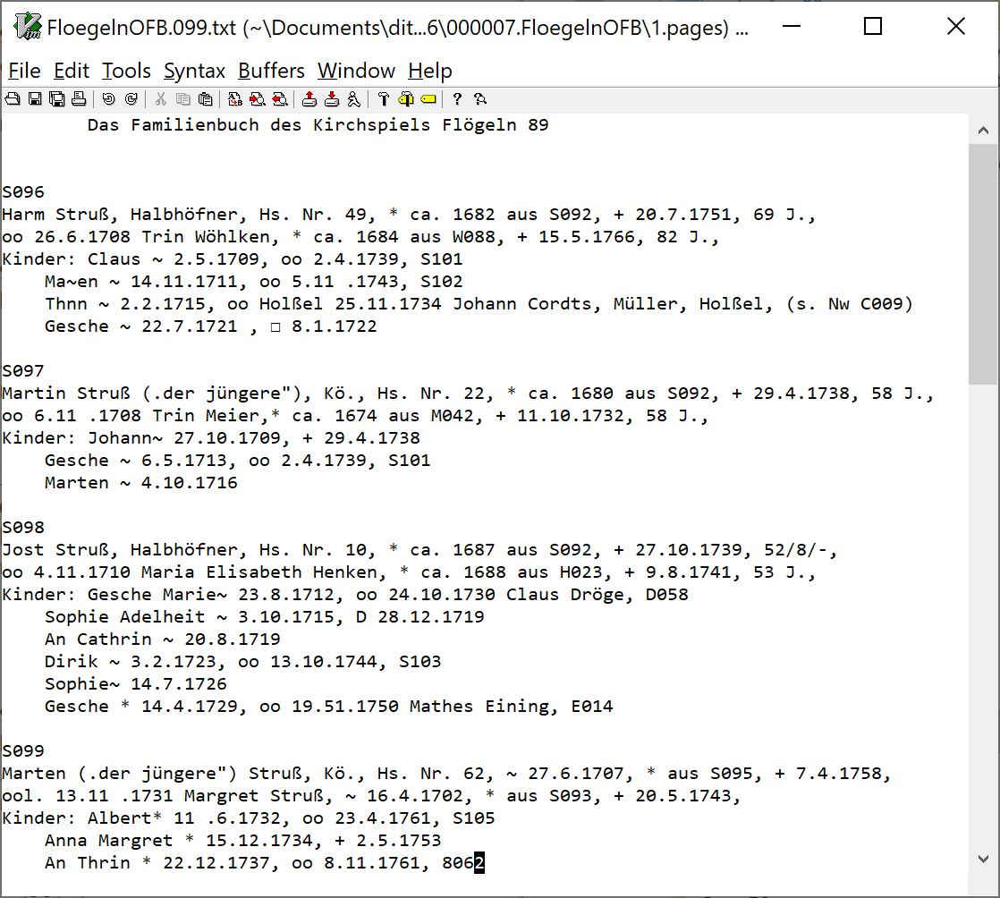 FloegelnOFB.099.txt (~\Documents\dit...6\000007.FloegelnOFB\1.pages) ...
File Edit Tools Syntax Buffers Window Help
Das Familienbuch des Kirchspiels Flögeln 89
S096
Harm Struß, Halbhöfner, Hs. Nr. 49, * ca. 1682 aus S092, + 20.7.1751, 69 J.,
oo 26.6.1708 Trin Wöhlken, * ca. 1684 aus W088, + 15.5.1766, 82 J.,
Kinder: Claus ~ 2.5.1709, oo 2.4.1739, S101
Ma~en ~ 14.11.1711, oo 5.11 .1743, S102
Thnn ~ 2.2.1715, oo Holßel 25.11.1734 Johann Cordts, Müller, Holßel, (s. Nw C009)
Gesche ~ 22.7.1721 , □ 8.1.1722
S097
Martin Struß (.der jüngere"), Kö., Hs. Nr. 22, * ca. 1680 aus S092, + 29.4.1738, 58 J.,
oo 6.11 .1708 Trin Meier,* ca. 1674 aus M042, + 11.10.1732, 58 J.,
Kinder: Johann~ 27.10.1709, + 29.4.1738
Gesche ~ 6.5.1713, oo 2.4.1739, S101
Marten ~ 4.10.1716
S098
Jost Struß, Halbhöfner, Hs. Nr. 10, * ca. 1687 aus S092, + 27.10.1739, 52/8/-,
oo 4.11.1710 Maria Elisabeth Henken, * ca. 1688 aus H023, + 9.8.1741, 53 J.,
Kinder: Gesche Marie~ 23.8.1712, oo 24.10.1730 Claus Dröge, D058
Sophie Adelheit ~ 3.10.1715, D 28.12.1719
An Cathrin ~ 20.8.1719
Dirik ~ 3.2.1723, oo 13.10.1744, S103
Sophie~ 14.7.1726
Gesche * 14.4.1729, oo 19.51.1750 Mathes Eining, E014
S099
Marten (.der jüngere") Struß, Kö., Hs. Nr. 62, ~ 27.6.1707, * aus S095, + 7.4.1758,
ool. 13.11 .1731 Margret Struß, ~ 16.4.1702, * aus S093, + 20.5.1743,
Kinder: Albert* 11 .6.1732, oo 23.4.1761, S105
Anna Margret * 15.12.1734, + 2.5.1753
An Thrin * 22.12.1737, oo 8.11.1761, 8062